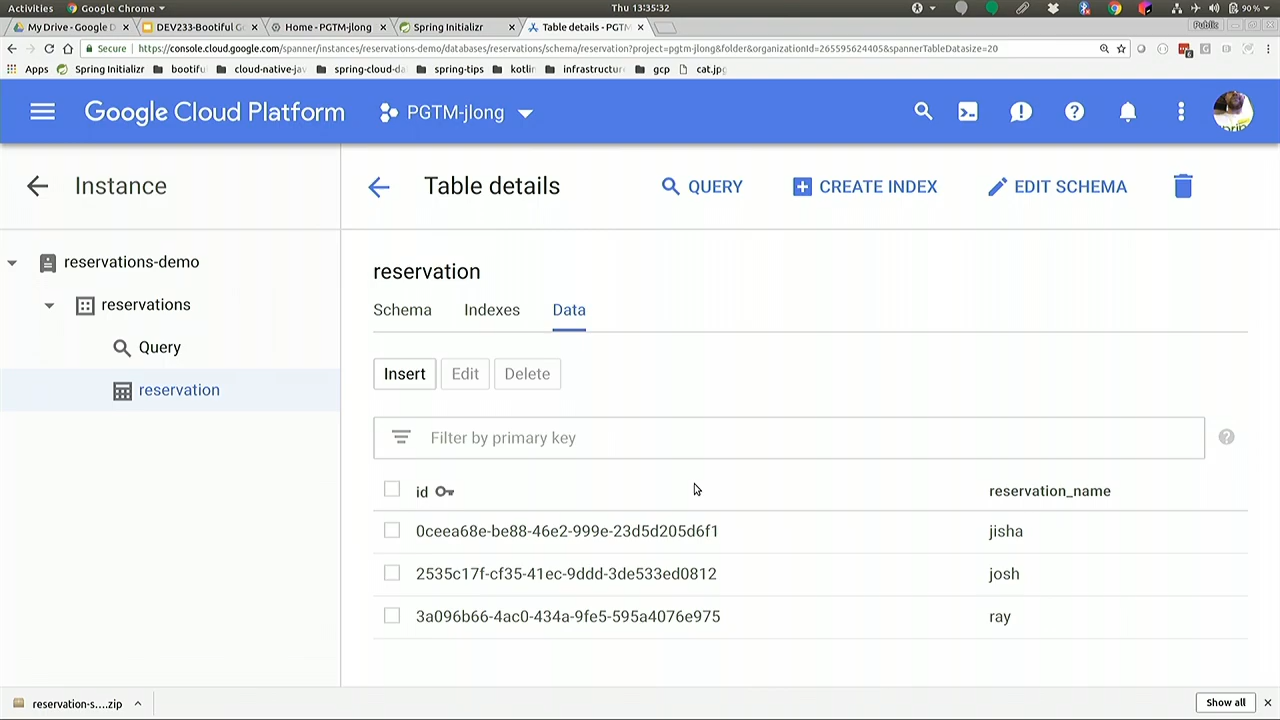 Activities Google Chrome Thu 13:35:32 90%
My Drive - Google D DEV233-Bootiful G Home - PGTM-jlong Spring Initializr Table details - PGTM Public
Secure https://console.cloud.google.com/spanner/instances/reservations-demo/databases/reservations/schema/reservation?project=pgtm-jlong&folder&organizationId=265595624405&spannerTableDatasize=20
Apps Spring Initializr bootifu cloud-native-jav spring-cloud-da spring-tips kotli infrastructur gcp cat.jpg
Google Cloud Platform PGTM-jlong
Instance Table details QUERY CREATE INDEX EDIT SCHEMA
reservations-demo
reservations
Query
reservation
reservation
Schema Indexes Data
Insert Edit Delete
Filter by primary key
id reservation_name
0ceea68e-be88-46e2-999e-23d5d205d6f1 jisha
2535c17f-cf35-41ec-9ddd-3de533ed0812 josh
3a096b66-4ac0-434a-9fe5-595a4076e975 ray
reservation-s....zip Show all